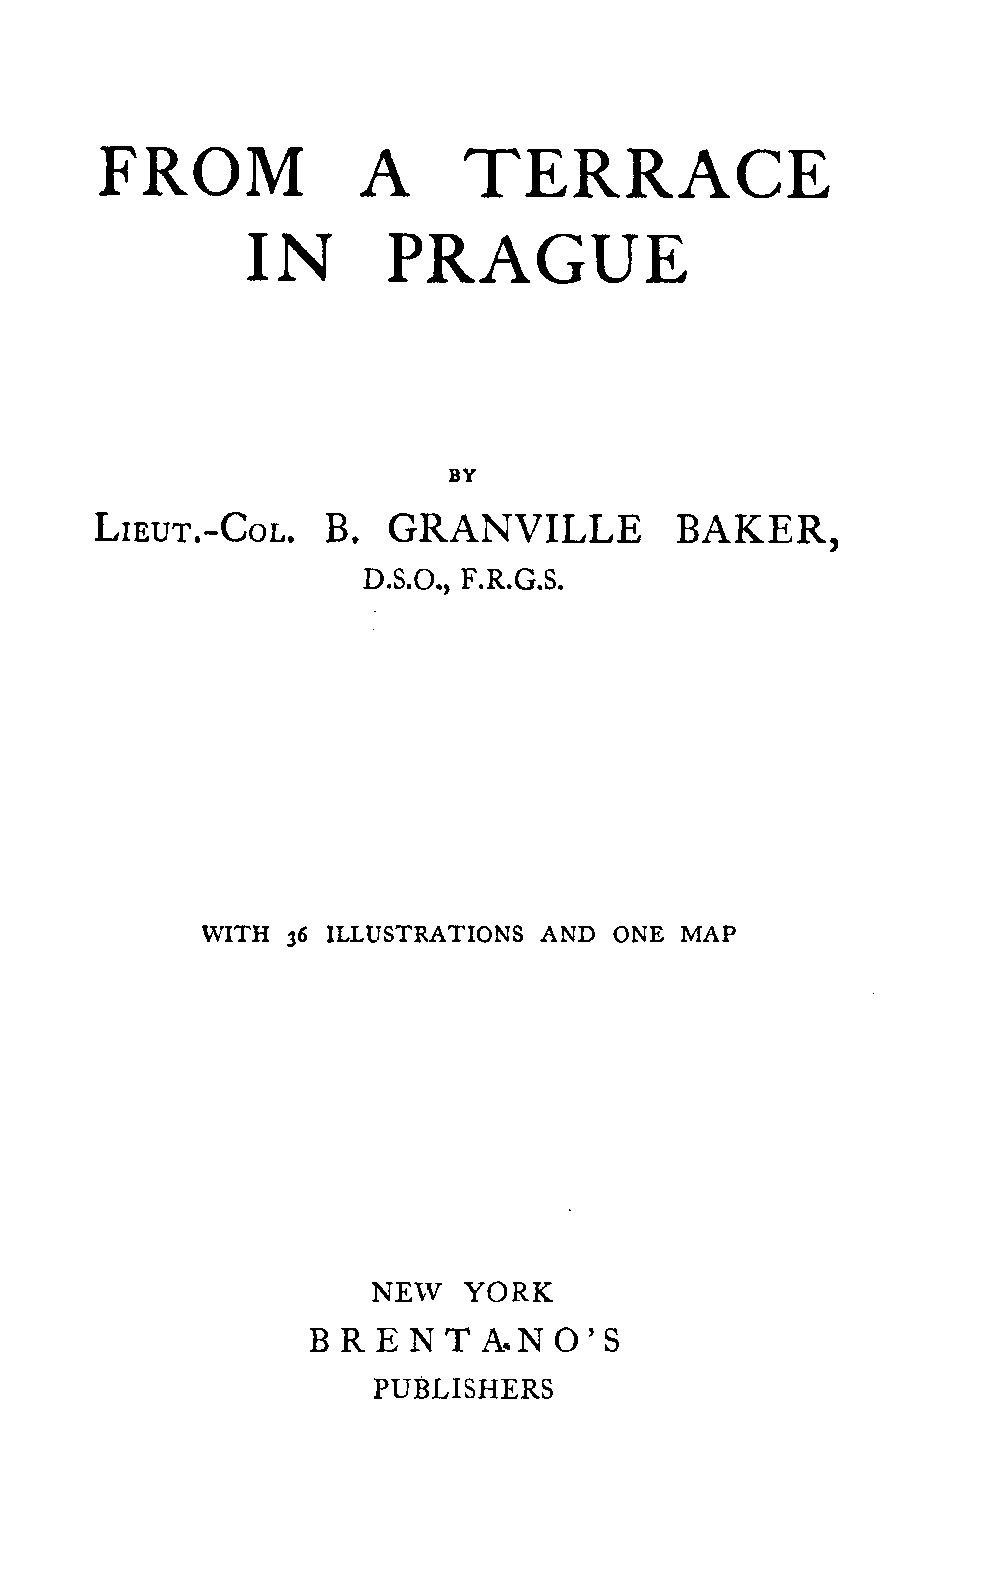 FROM A TERRACE
IN PRAGUE
BY
LIEUT.-COL. B. GRANVILLE BAKER,
D.S.O., F.R.G.S.
WITH 36 ILLUSTRATIONS AND ONE MAP
NEW YORK
BRENTANO'S
PUBLISHERS